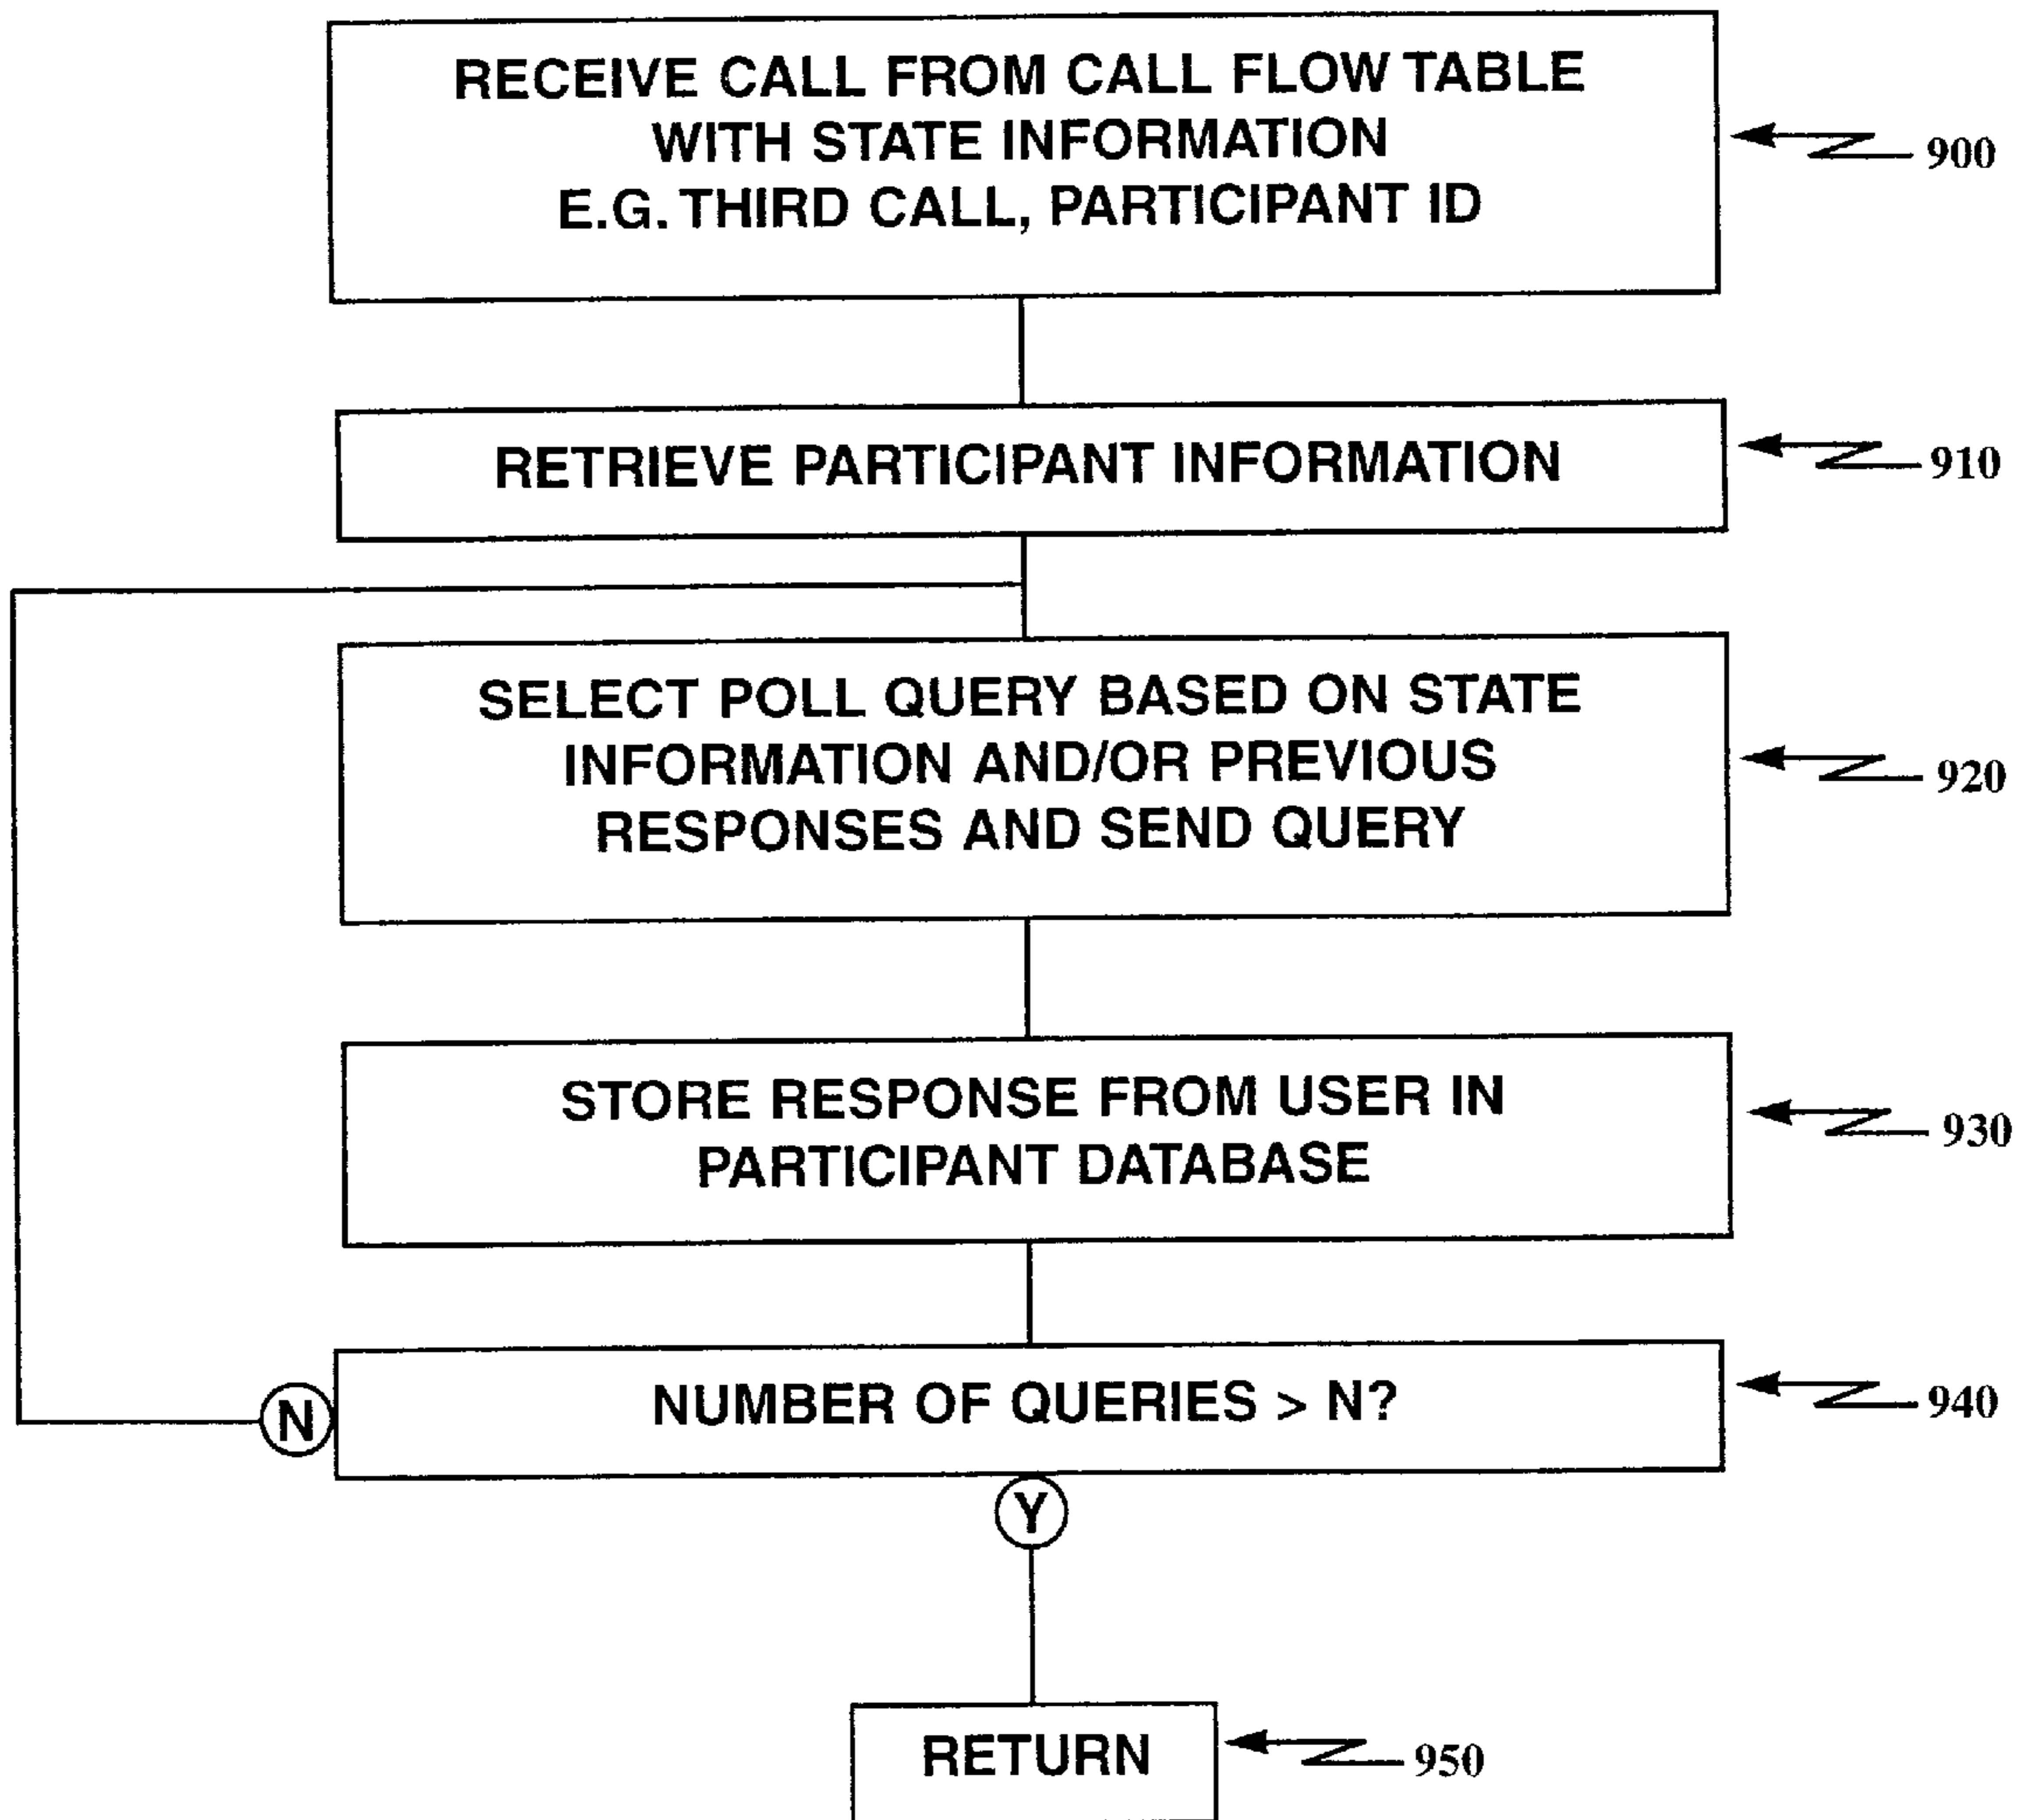 RECEIVE CALL FROM CALL FLOW TABLE
WITH STATE INFORMATION
E.G. THIRD CALL, PARTICIPANT ID
900
RETRIEVE PARTICIPANT INFORMATION
910
SELECT POLL QUERY BASED ON STATE
INFORMATION AND/OR PREVIOUS
RESPONSES AND SEND QUERY
920
STORE RESPONSE FROM USER IN
PARTICIPANT DATABASE
930
NUMBER OF QUERIES > N?
940
N
Y
RETURN
950